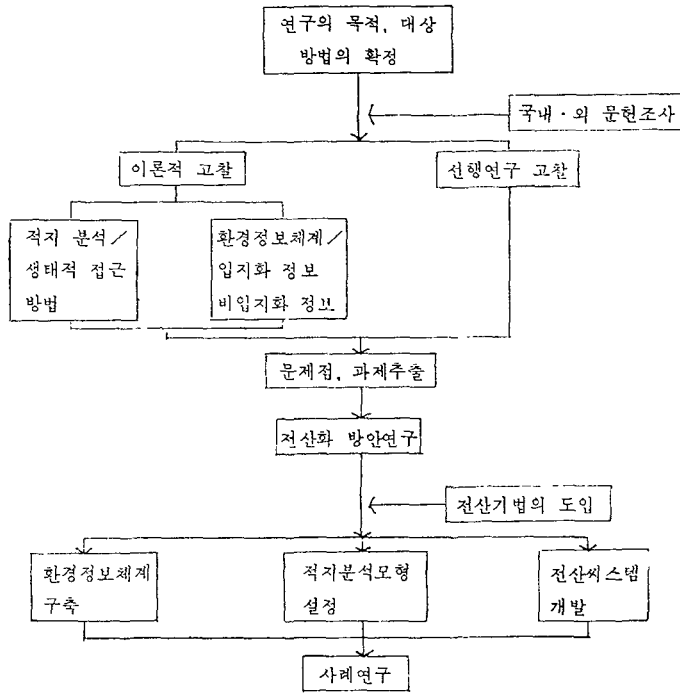 연구의 목적, 대상
방법의 확정
국내·외 문헌조사
이론적 고찰
선행연구 고찰
적지 분석/
생태적 접근
방법
환경정보체계/
입지화 정보
비입지화 정보
문제점, 과제추출
전산화 방안연구
전산기법의 도입
환경정보체계
구축
적지분석모형
설정
전산씨스템
개발
사례연구